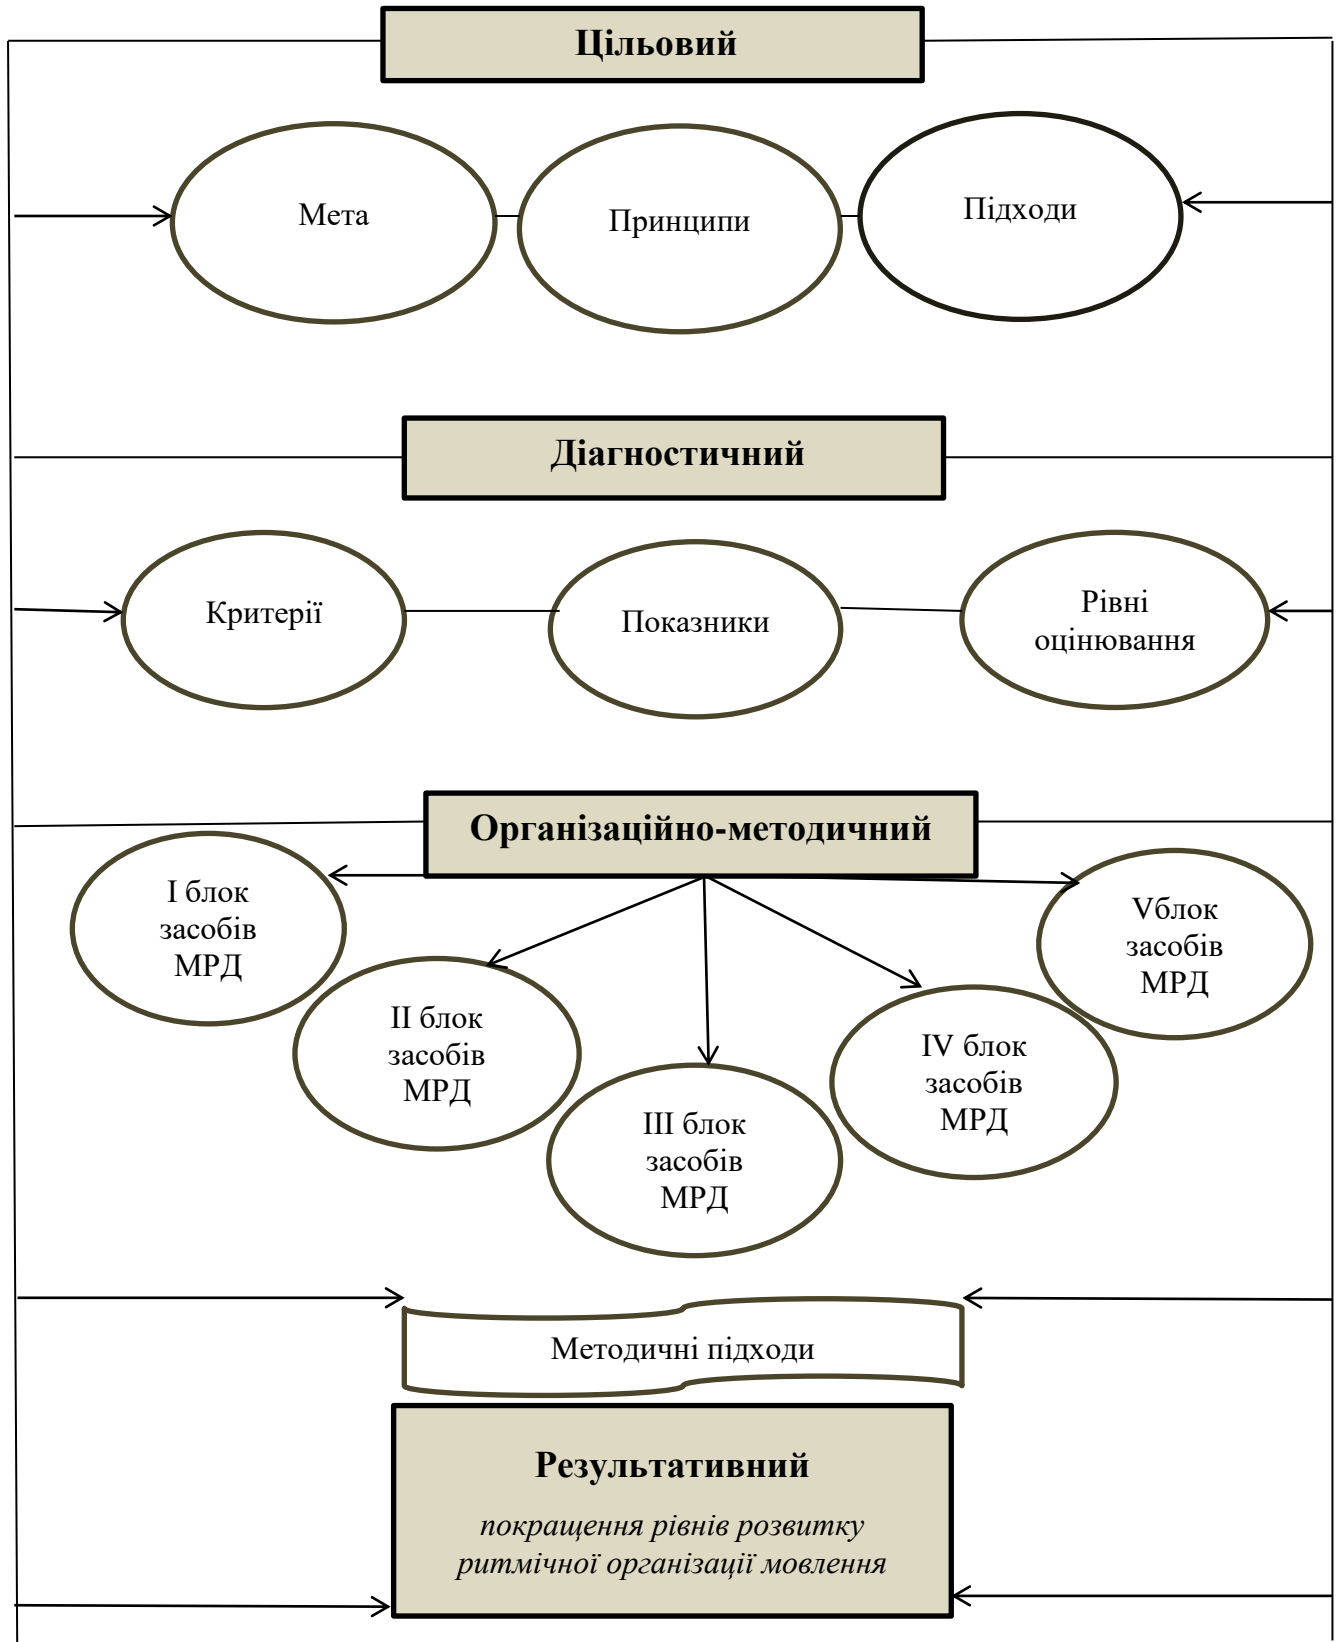 Цільовий
Мета
Принципи
Підходи
Діагностичний
Критерії
Показники
Рівні
оцінювання
Організаційно-методичний
І блок
засобів
МРД
ІІ блок
засобів
МРД
ІІІ блок
засобів
МРД
IV блок
засобів
МРД
Vблок
засобів
МРД
Методичні підходи
Результативний
покращення рівнів розвитку
ритмічної організації мовлення